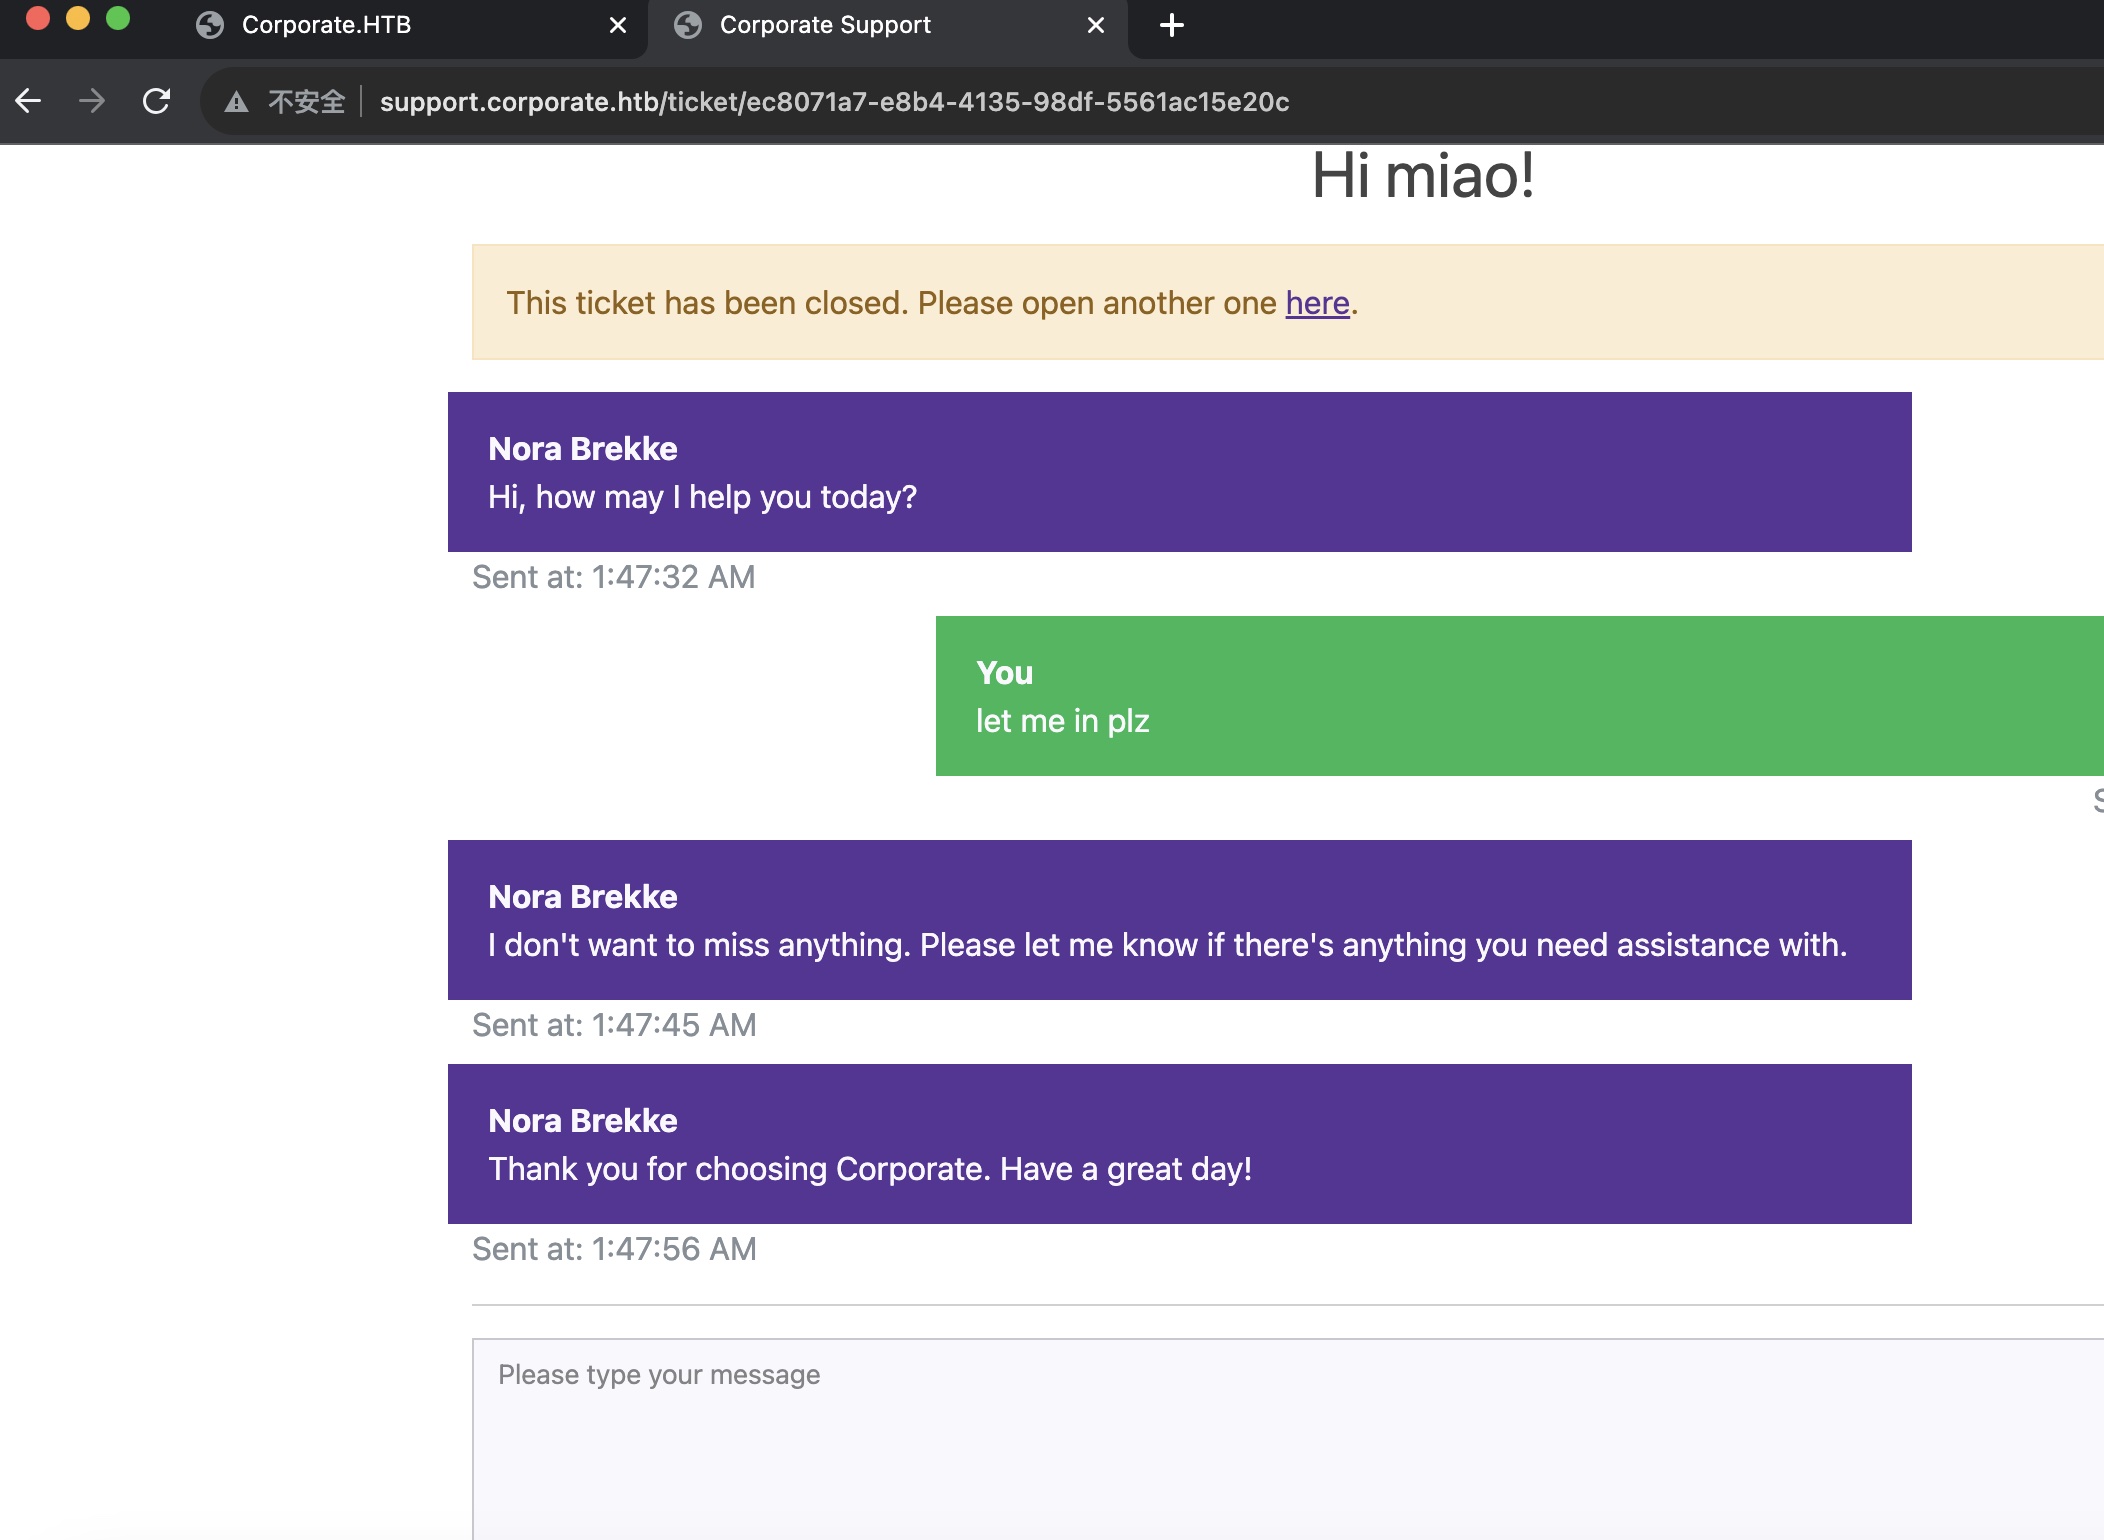 Corporate.HTB
Corporate Support
不安全
support.corporate.htb/ticket/ec8071a7-e8b4-4135-98df-5561ac15e20c
Hi miao!
This ticket has been closed. Please open another one here.
Nora Brekke
Hi, how may I help you today?
Sent at: 1:47:32 AM
You
let me in plz
Nora Brekke
I don't want to miss anything. Please let me know if there's anything you need assistance with.
Sent at: 1:47:45 AM
Nora Brekke
Thank you for choosing Corporate. Have a great day!
Sent at: 1:47:56 AM
Please type your message